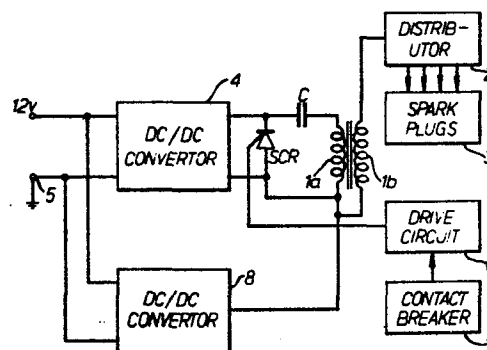 DISTRIB-
UTOR
SPARK
PLUGS
12v
4
DC/DC
CONVERTOR
C
SCR
1a
1b
5
DRIVE
CIRCUIT
8
DC/DC
CONVERTOR
CONTACT
BREAKER